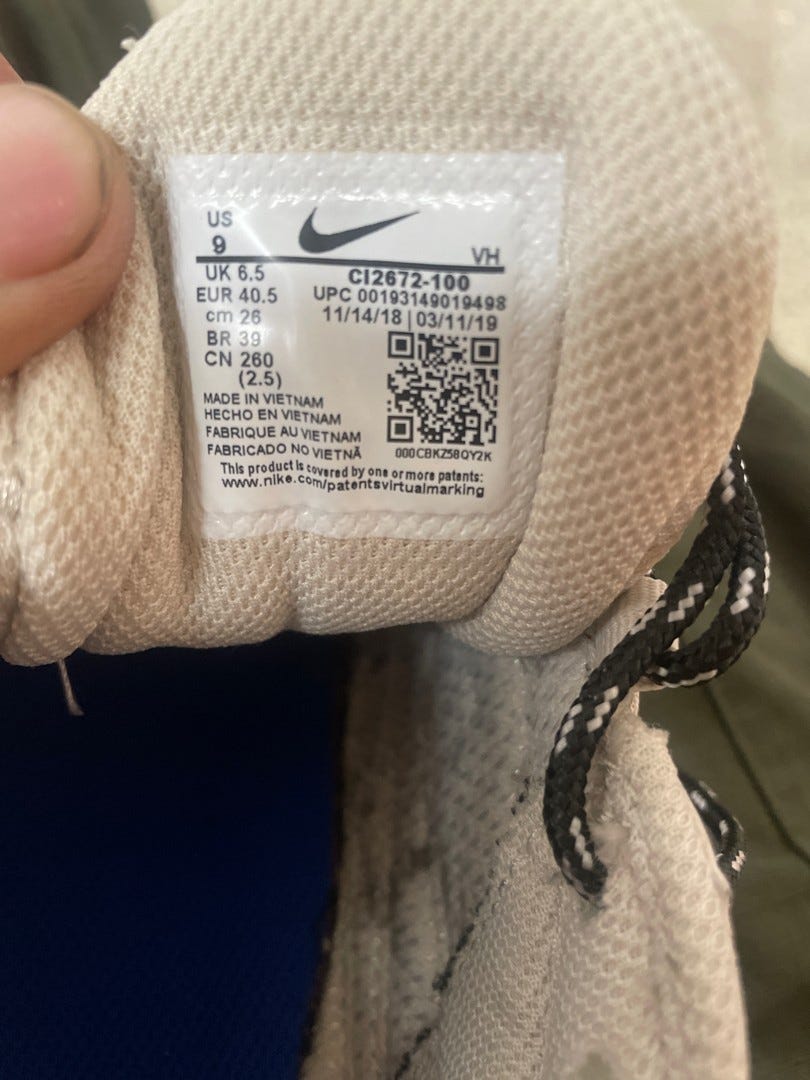 US
9
VH
UK 6.5
EUR 40.5
cm 26
BR 39
CN 260
(2.5)
CI2672-100
UPC 00193149019498
11/14/18 | 03/11/19
MADE IN VIETNAM
HECHO EN VIETNAM
FABRIQUE AU VIETNAM
FABRICADO NO VIETNÃ
000CBKZ58QY2K
This product is covered by one or more patents:
www.nike.com/patentsvirtualmarking